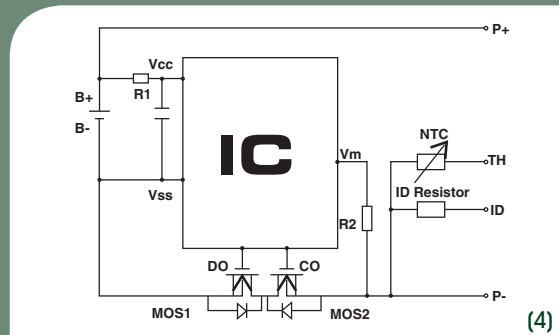 P+
Vcc
R1
B+
B-
IC
NTC
Vm
TH
ID Resistor
Vss
R2
ID
DO
CO
P-
MOS1
MOS2
(4)